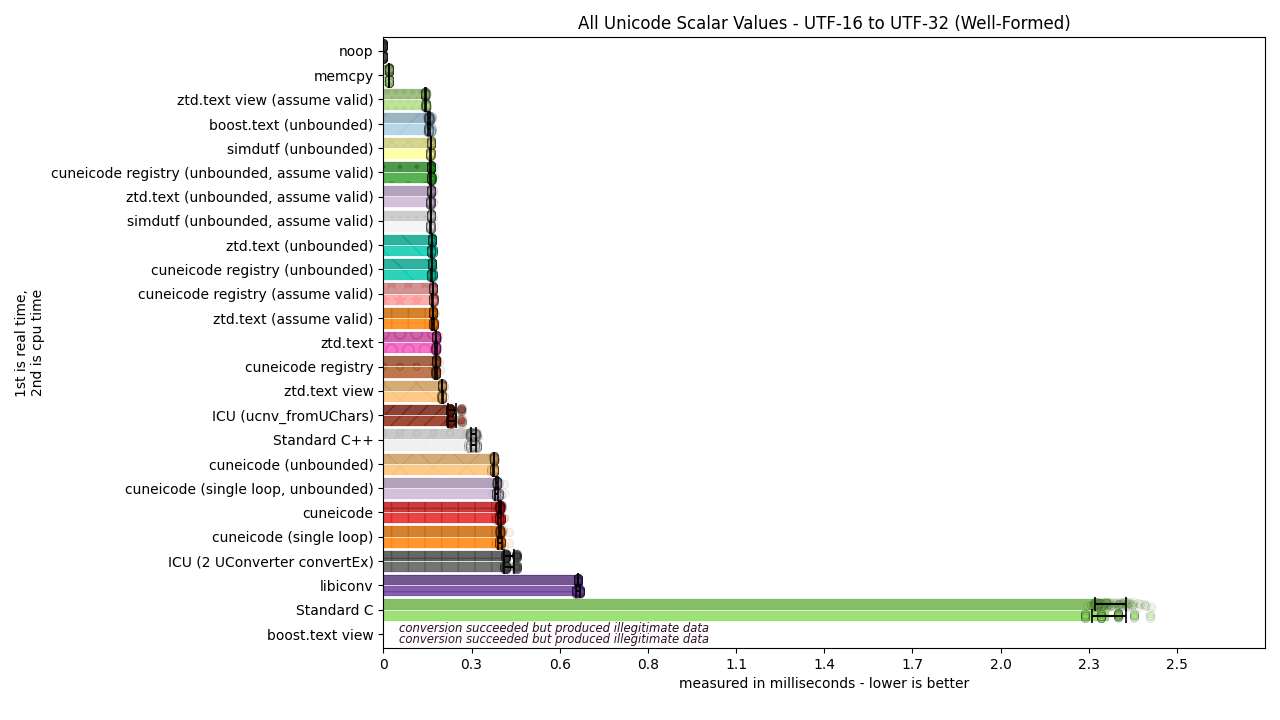 All Unicode Scalar Values - UTF-16 to UTF-32 (Well-Formed)
1st is real time,
2nd is cpu time
noop
memcpy
ztd.text view (assume valid)
boost.text (unbounded)
simdutf (unbounded)
cuneicode registry (unbounded, assume valid)
ztd.text (unbounded, assume valid)
simdutf (unbounded, assume valid)
ztd.text (unbounded)
cuneicode registry (unbounded)
cuneicode registry (assume valid)
ztd.text (assume valid)
ztd.text
cuneicode registry
ztd.text view
ICU (ucnv_fromUChars)
Standard C++
cuneicode (unbounded)
cuneicode (single loop, unbounded)
cuneicode
cuneicode (single loop)
ICU (2 UConverter convertEx)
libiconv
Standard C
boost.text view
conversion succeeded but produced illegitimate data
conversion succeeded but produced illegitimate data
0 0.3 0.6 0.8 1.1 1.4 1.7 2.0 2.3 2.5
measured in milliseconds - lower is better